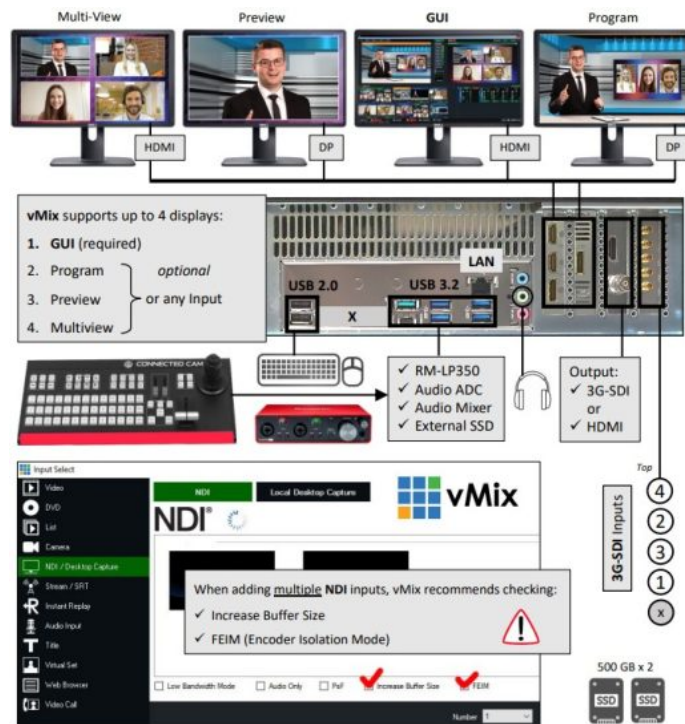 Multi-View
Preview
GUI
Program
HDMI
DP
HDMI
DP
vMix supports up to 4 displays:
1. GUI (required)
2. Program
3. Preview
4. Multiview
optional
or any Input
USB 2.0
X
USB 3.2
LAN
CONNECTED CAM
✓ RM-LP350
✓ Audio ADC
✓ Audio Mixer
✓ External SSD
Output:
✓ 3G-SDI
or
✓ HDMI
Top
3G-SDI Inputs
4
2
3
1
x
Input Select
Video
DVD
List
Camera
NDI / Desktop Capture
Stream / SRT
Instant Replay
Audio Input
Title
Virtual Set
Web Browser
Video Call
NDI
Local Desktop Capture
NDI®
vMix
When adding multiple NDI inputs, vMix recommends checking:
✓ Increase Buffer Size
✓ FEIM (Encoder Isolation Mode)
Low Bandwidth Mode
Audio Only
Increase Buffer Size
FEIM
Number 1
500 GB x 2
SSD
SSD